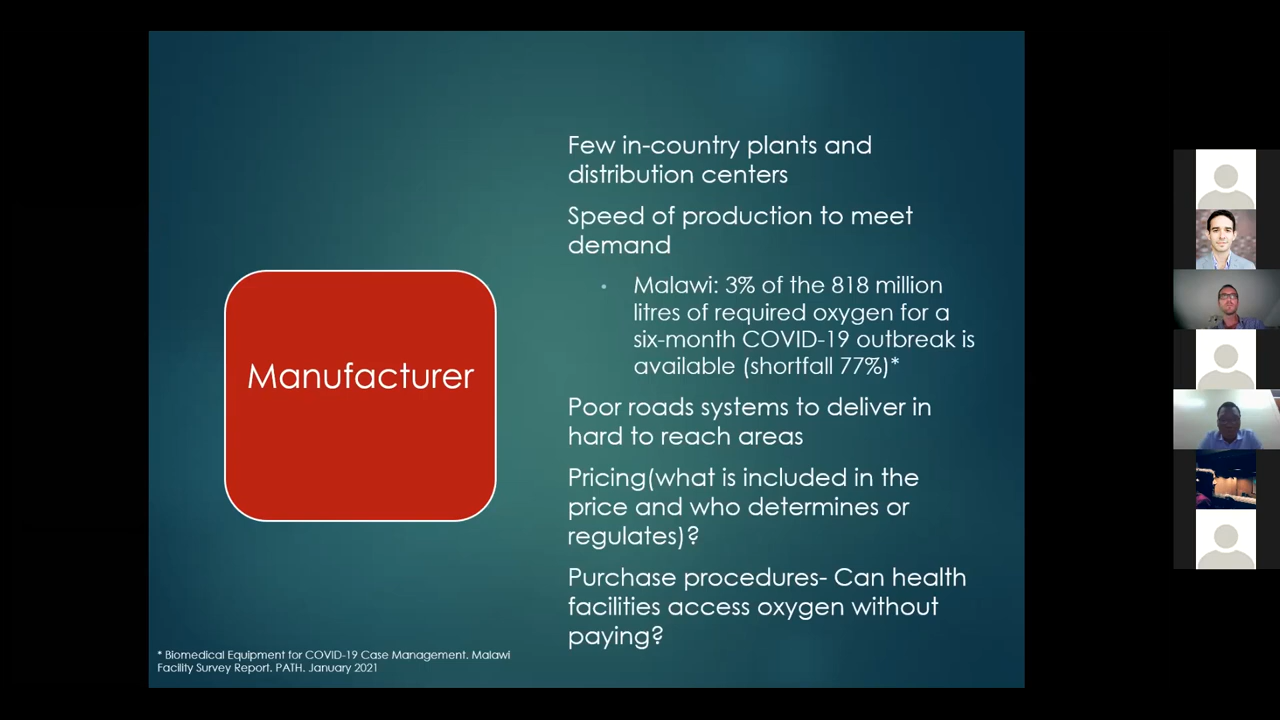 Few in-country plants and
distribution centers
Speed of production to meet
demand
• Malawi: 3% of the 818 million
litres of required oxygen for a
six-month COVID-19 outbreak is
available (shortfall 77%)*
Manufacturer
Poor roads systems to deliver in
hard to reach areas
Pricing(what is included in the
price and who determines or
regulates)?
Purchase procedures- Can health
facilities access oxygen without
paying?
* Biomedical Equipment for COVID-19 Case Management. Malawi
Facility Survey Report. PATH. January 2021